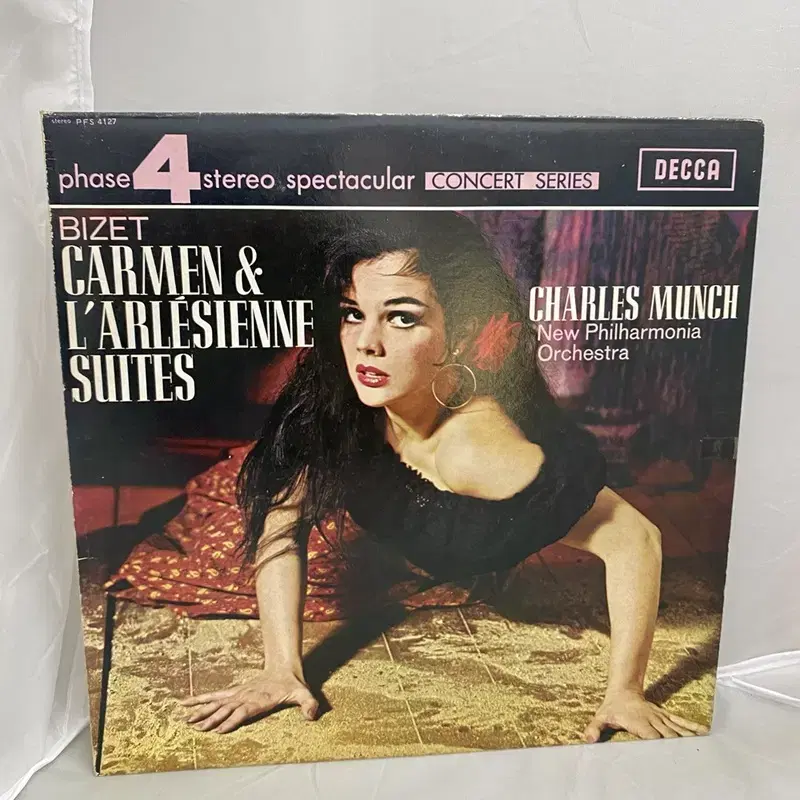 stereo PFS 4127
phase 4 stereo spectacular CONCERT SERIES
DECCA
BIZET
CARMEN &
L'ARLÉSIENNE
SUITES
CHARLES MUNCH
New Philharmonia
Orchestra